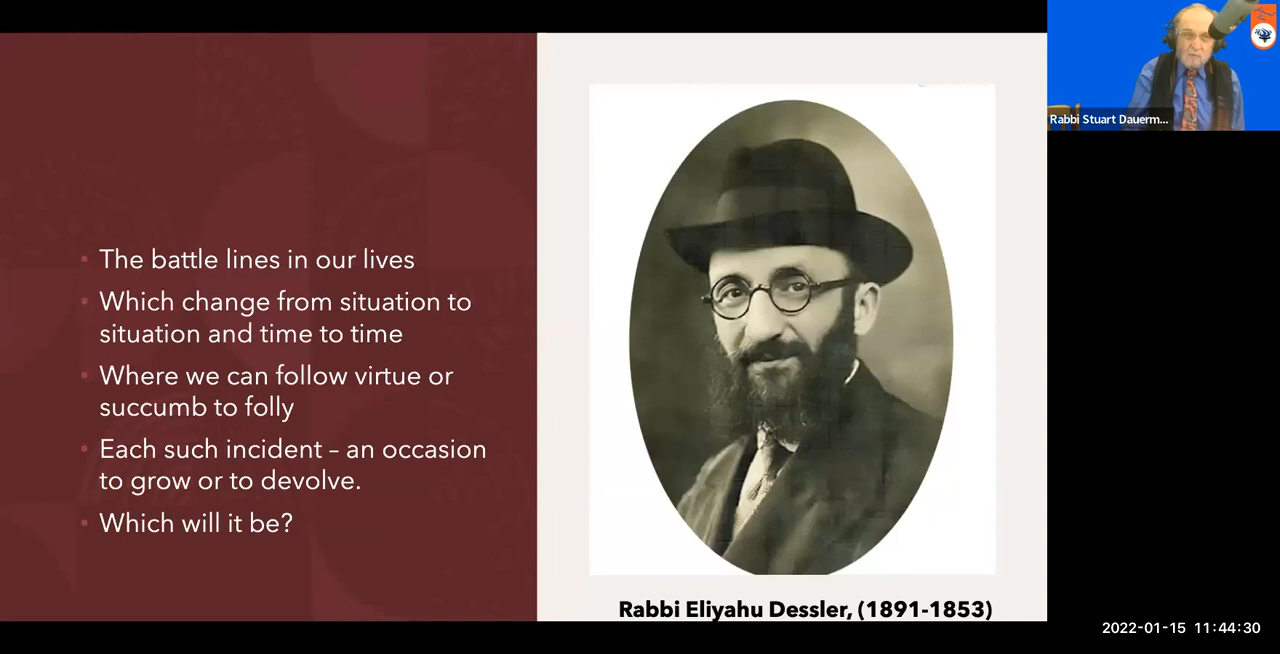 The battle lines in our lives
Which change from situation to
situation and time to time
Where we can follow virtue or
succumb to folly
Each such incident – an occasion
to grow or to devolve.
Which will it be?
Rabbi Eliyahu Dessler, (1891-1853)
Rabbi Stuart Dauerm...
2022-01-15 11:44:30